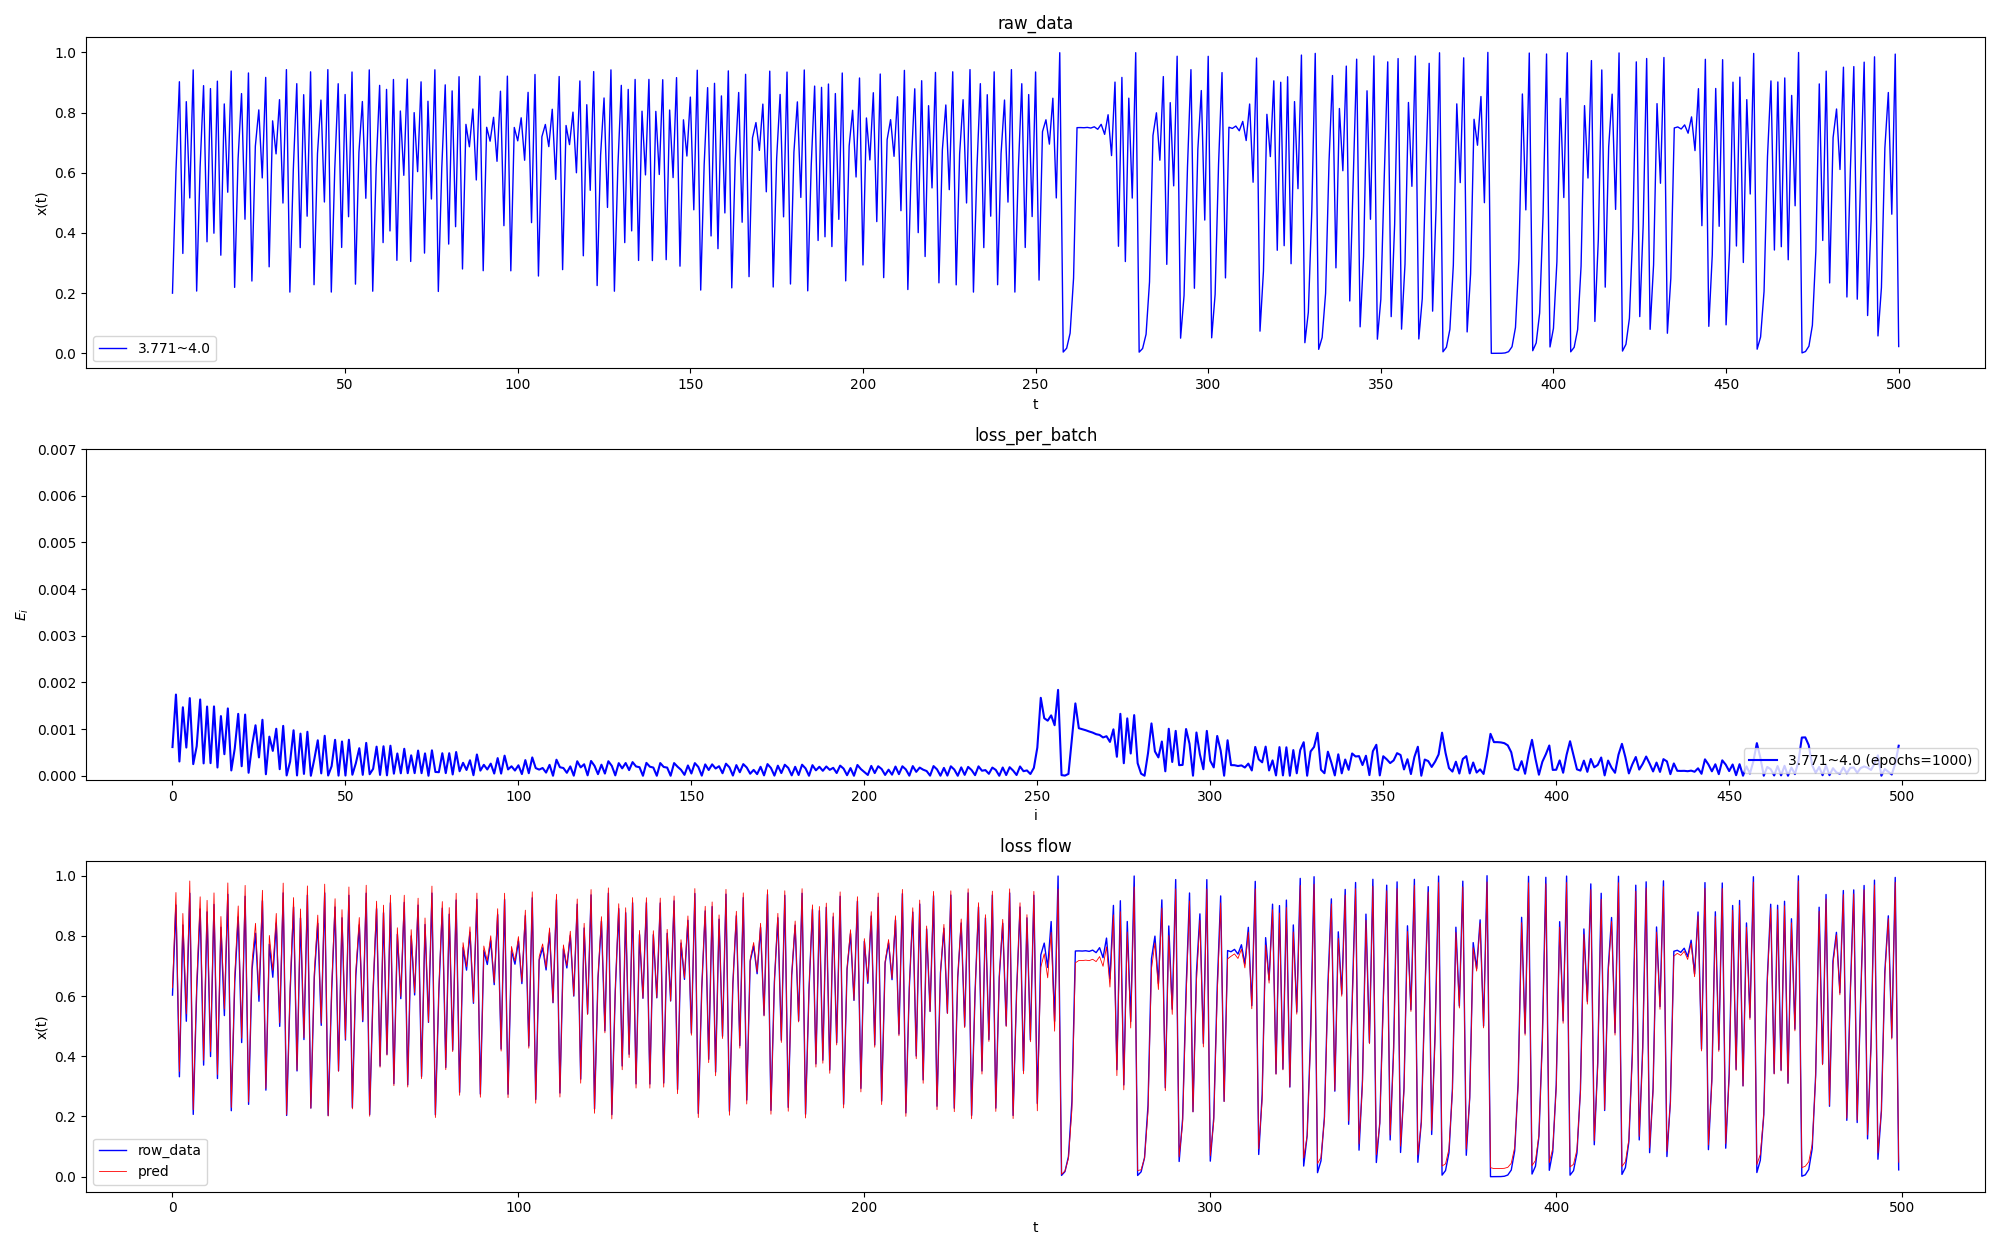 raw_data
x(t)
1.0
0.8
0.6
0.4
0.2
0.0
3.771~4.0
50 100 150 200 250 300 350 400 450 500
t
loss_per_batch
E_i
0.007
0.006
0.005
0.004
0.003
0.002
0.001
0.000
3.771~4.0 (epochs=1000)
0 50 100 150 200 250 300 350 400 450 500
i
loss flow
x(t)
1.0
0.8
0.6
0.4
0.2
0.0
row_data
pred
0 100 200 300 400 500
t